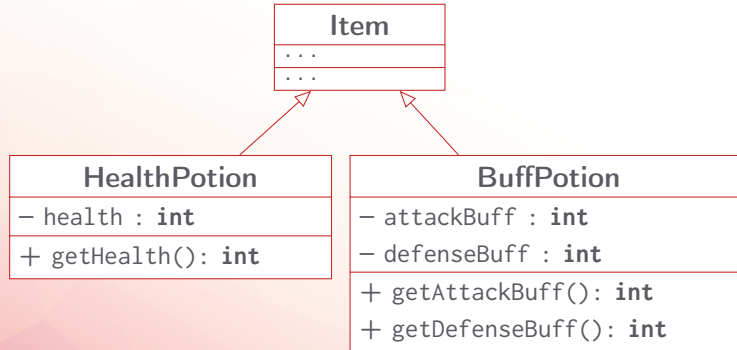 Item
...
...
HealthPotion
− health : int
+ getHealth(): int
BuffPotion
− attackBuff : int
− defenseBuff : int
+ getAttackBuff(): int
+ getDefenseBuff(): int